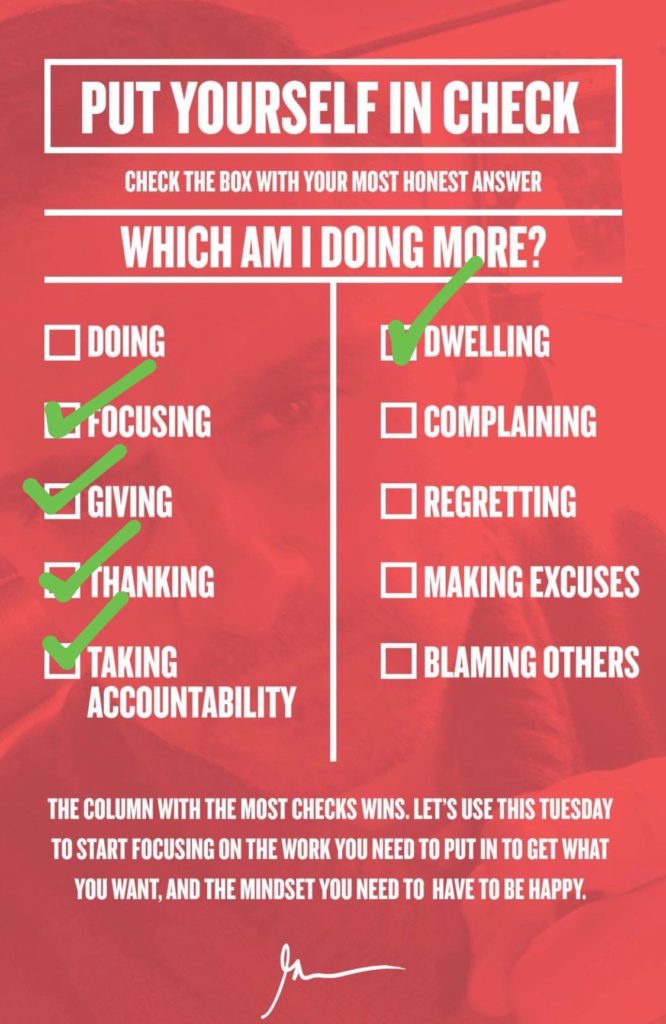 PUT YOURSELF IN CHECK
CHECK THE BOX WITH YOUR MOST HONEST ANSWER
WHICH AM I DOING MORE?
DOING
FOCUSING
GIVING
THANKING
TAKING
ACCOUNTABILITY
DWELLING
COMPLAINING
REGRETTING
MAKING EXCUSES
BLAMING OTHERS
THE COLUMN WITH THE MOST CHECKS WINS. LET'S USE THIS TUESDAY
TO START FOCUSING ON THE WORK YOU NEED TO PUT IN TO GET WHAT
YOU WANT, AND THE MINDSET YOU NEED TO HAVE TO BE HAPPY.